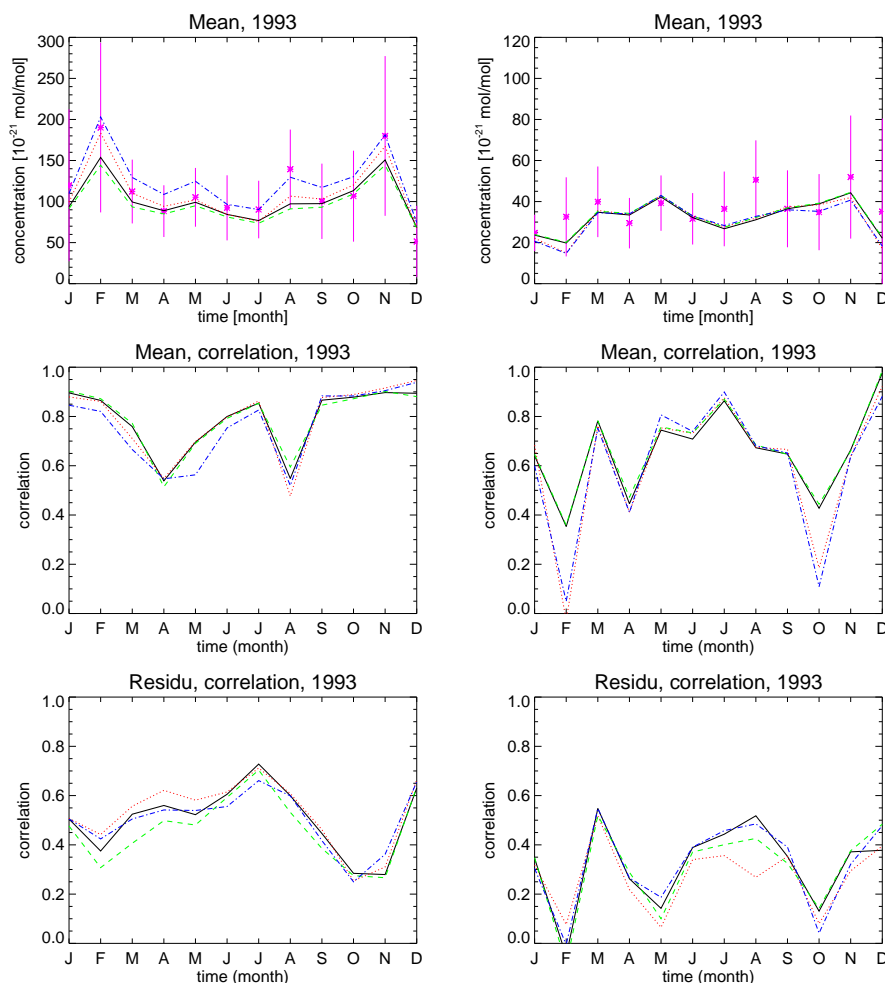 Mean, 1993
concentration [10⁻²¹ mol/mol]
300
250
200
150
100
50
0
J F M A M J J A S O N D
time [month]
Mean, 1993
concentration [10⁻²¹ mol/mol]
120
100
80
60
40
20
0
J F M A M J J A S O N D
time [month]
Mean, correlation, 1993
correlation
1.0
0.8
0.6
0.4
0.2
0.0
J F M A M J J A S O N D
time (month)
Mean, correlation, 1993
correlation
1.0
0.8
0.6
0.4
0.2
0.0
J F M A M J J A S O N D
time (month)
Residu, correlation, 1993
correlation
1.0
0.8
0.6
0.4
0.2
0.0
J F M A M J J A S O N D
time (month)
Residu, correlation, 1993
correlation
1.0
0.8
0.6
0.4
0.2
0.0
J F M A M J J A S O N D
time (month)